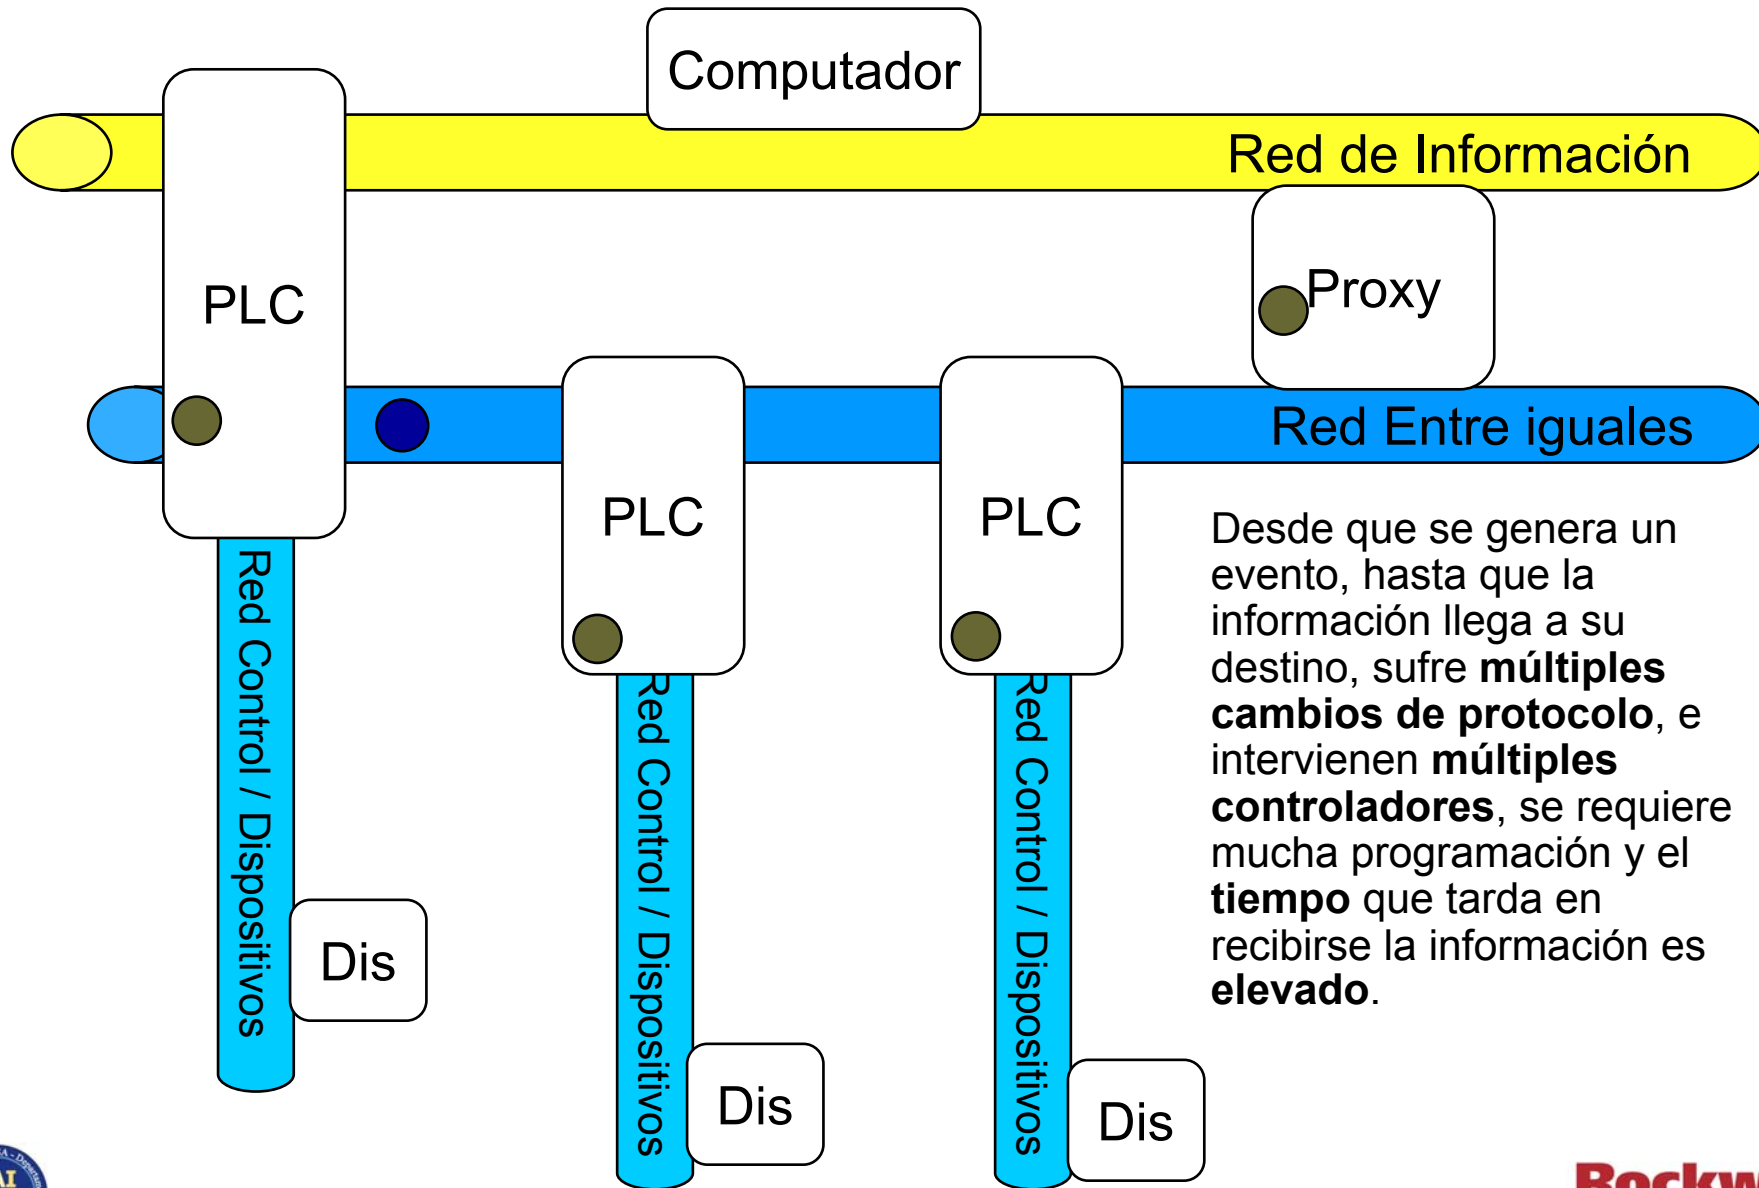 Computador
Red de Información
PLC
Proxy
Red Entre iguales
PLC
PLC
Desde que se genera un
evento, hasta que la
información llega a su
destino, sufre múltiples
cambios de protocolo, e
intervienen múltiples
controladores, se requiere
mucha programación y el
tiempo que tarda en
recibirse la información es
elevado.
Red Control / Dispositivos
Red Control / Dispositivos
Red Control / Dispositivos
Dis
Dis
Dis